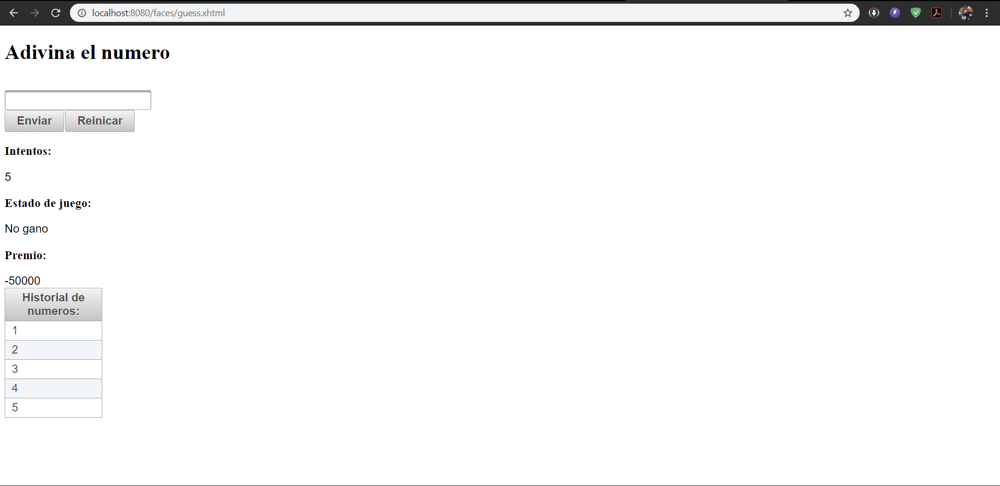 localhost:8080/faces/guess.xhtml
Adivina el numero
Enviar Reinicar
Intentos:
5
Estado de juego:
No gano
Premio:
-50000
Historial de
numeros:
1
2
3
4
5